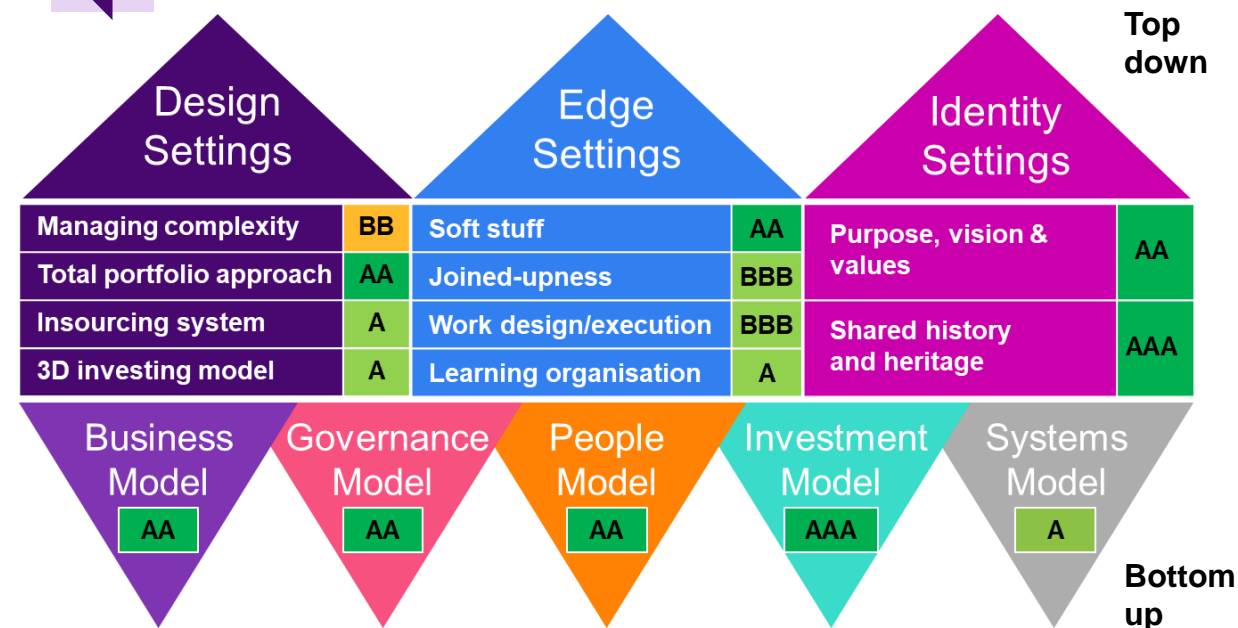 Top
down
Design
Settings
Edge
Settings
Identity
Settings
Managing complexity BB
Total portfolio approach AA
Insourcing system A
3D investing model A
Soft stuff AA
Joined-upness BBB
Work design/execution BBB
Learning organisation A
Purpose, vision &
values
AA
Shared history
and heritage
AAA
Business
Model
AA
Governance
Model
AA
People
Model
AA
Investment
Model
AAA
Systems
Model
A
Bottom
up